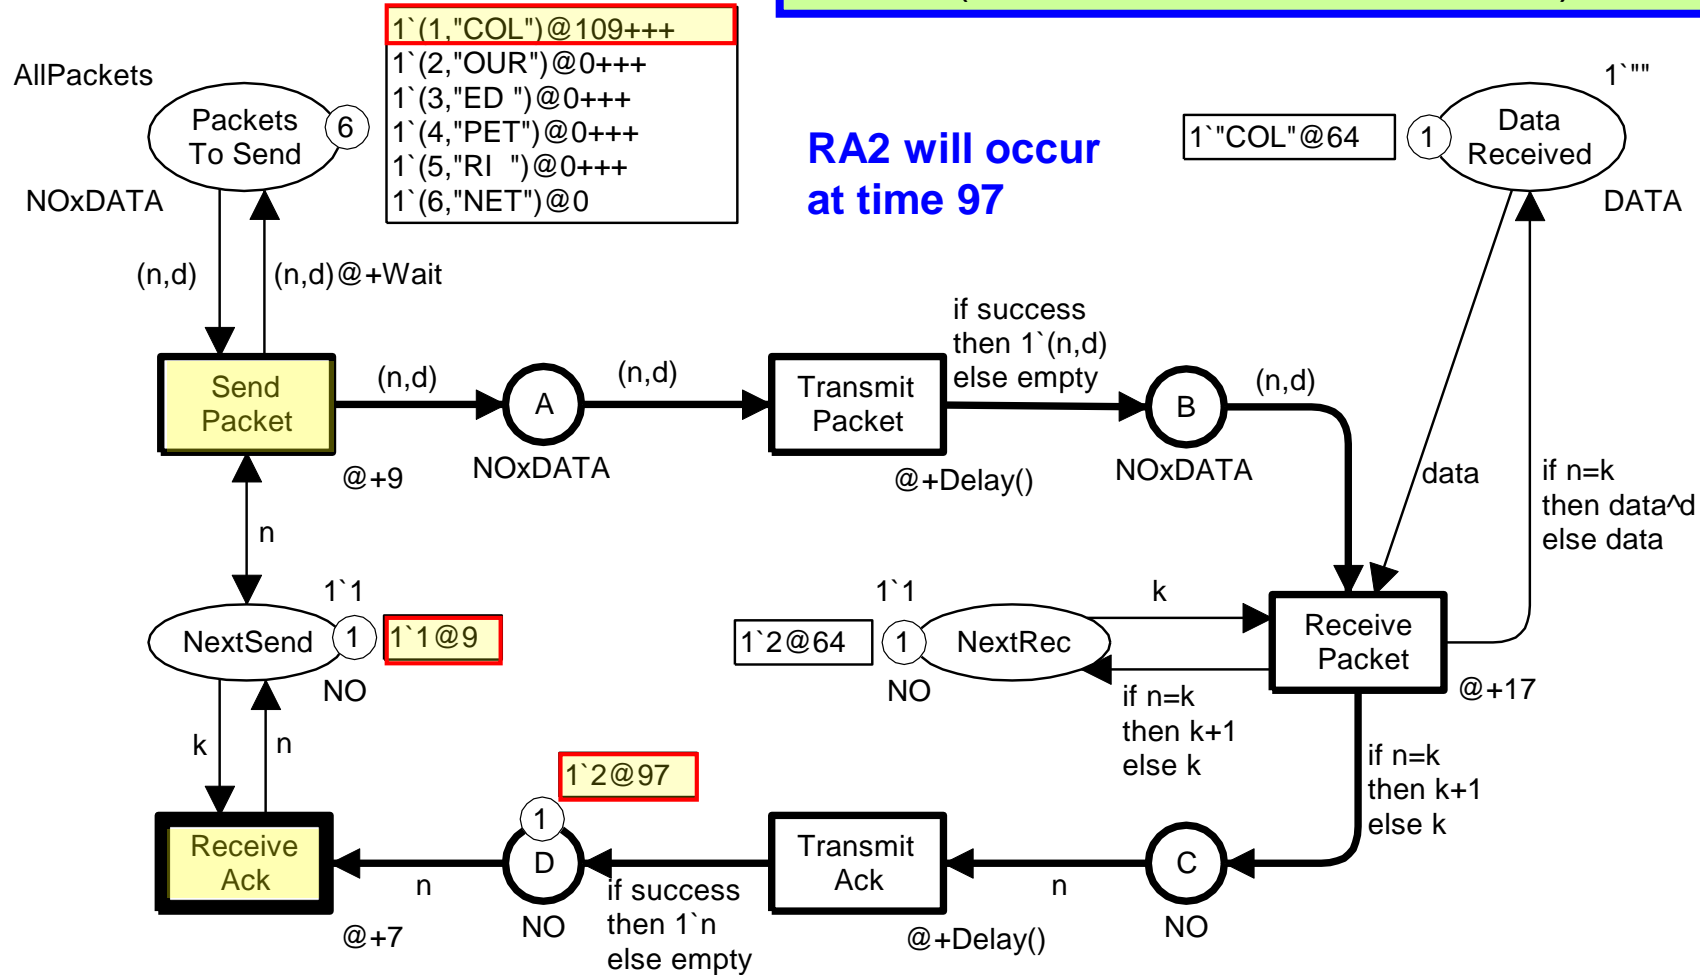 1`(1,"COL")@109+++
1`(2,"OUR")@0+++
1`(3,"ED ")@0+++
1`(4,"PET")@0+++
1`(5,"RI  ")@0+++
1`(6,"NET")@0
AllPackets
Packets
To Send
6
NOxDATA
RA2 will occur
at time 97
1`""
1`"COL"@64
1
Data
Received
DATA
(n,d)
(n,d)@+Wait
Send
Packet
@+9
(n,d)
A
NOxDATA
(n,d)
Transmit
Packet
@+Delay()
if success
then 1`(n,d)
else empty
B
NOxDATA
(n,d)
data
if n=k
then data^d
else data
n
1`1
NextSend
1
1`1@9
NO
1`1
1`2@64
1
NextRec
NO
k
if n=k
then k+1
else k
Receive
Packet
@+17
k
n
1`2@97
1
if n=k
then k+1
else k
Receive
Ack
@+7
n
D
NO
if success
then 1`n
else empty
Transmit
Ack
@+Delay()
n
C
NO